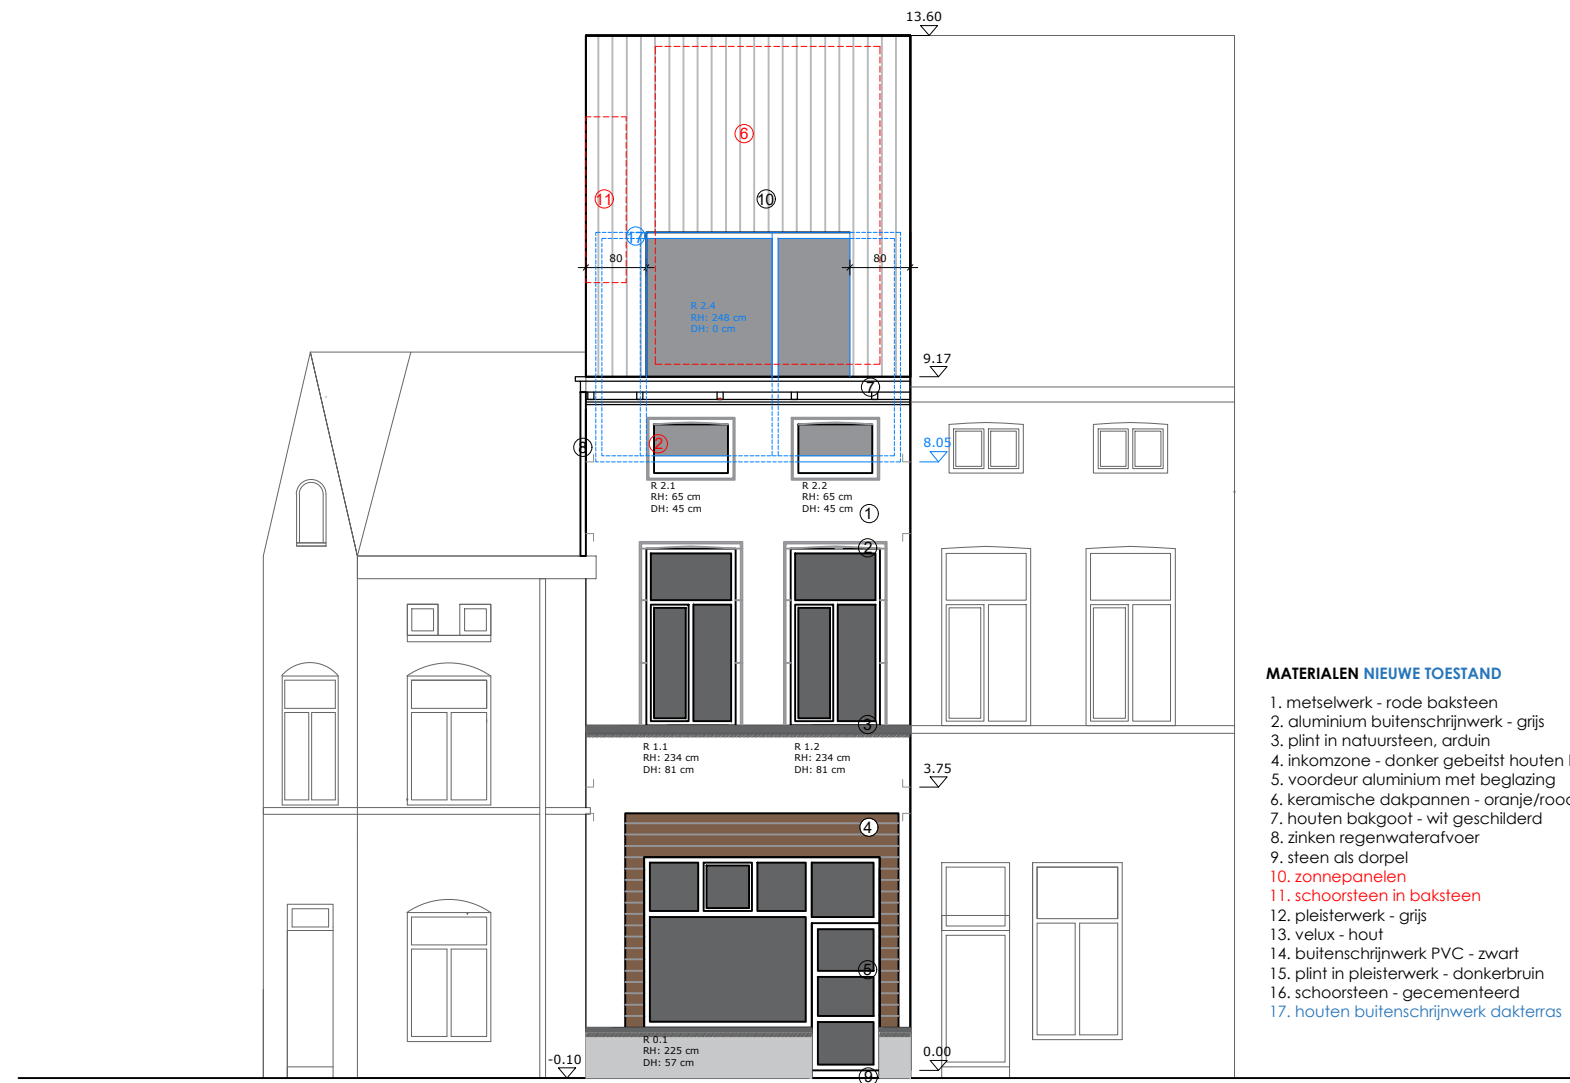 13.60
6
11
10
17
80
80
R 2.4
RH: 248 cm
DH: 0 cm
9.17
7
8
2
8.05
R 2.1
RH: 65 cm
DH: 45 cm
R 2.2
RH: 65 cm
DH: 45 cm
1
2
3
R 1.1
RH: 234 cm
DH: 81 cm
R 1.2
RH: 234 cm
DH: 81 cm
3.75
4
5
R 0.1
RH: 225 cm
DH: 57 cm
-0.10
0.00
9
MATERIALEN NIEUWE TOESTAND
1. metselwerk - rode baksteen
2. aluminium buitenschrijnwerk - grijs
3. plint in natuursteen, arduin
4. inkomzone - donker gebeitst houten
5. voordeur aluminium met beglazing
6. keramische dakpannen - oranje/rood
7. houten bakgoot - wit geschilderd
8. zinken regenwaterafvoer
9. steen als dorpel
10. zonnepanelen
11. schoorsteen in baksteen
12. pleisterwerk - grijs
13. velux - hout
14. buitenschrijnwerk PVC - zwart
15. plint in pleisterwerk - donkerbruin
16. schoorsteen - gecementeerd
17. houten buitenschrijnwerk dakterras